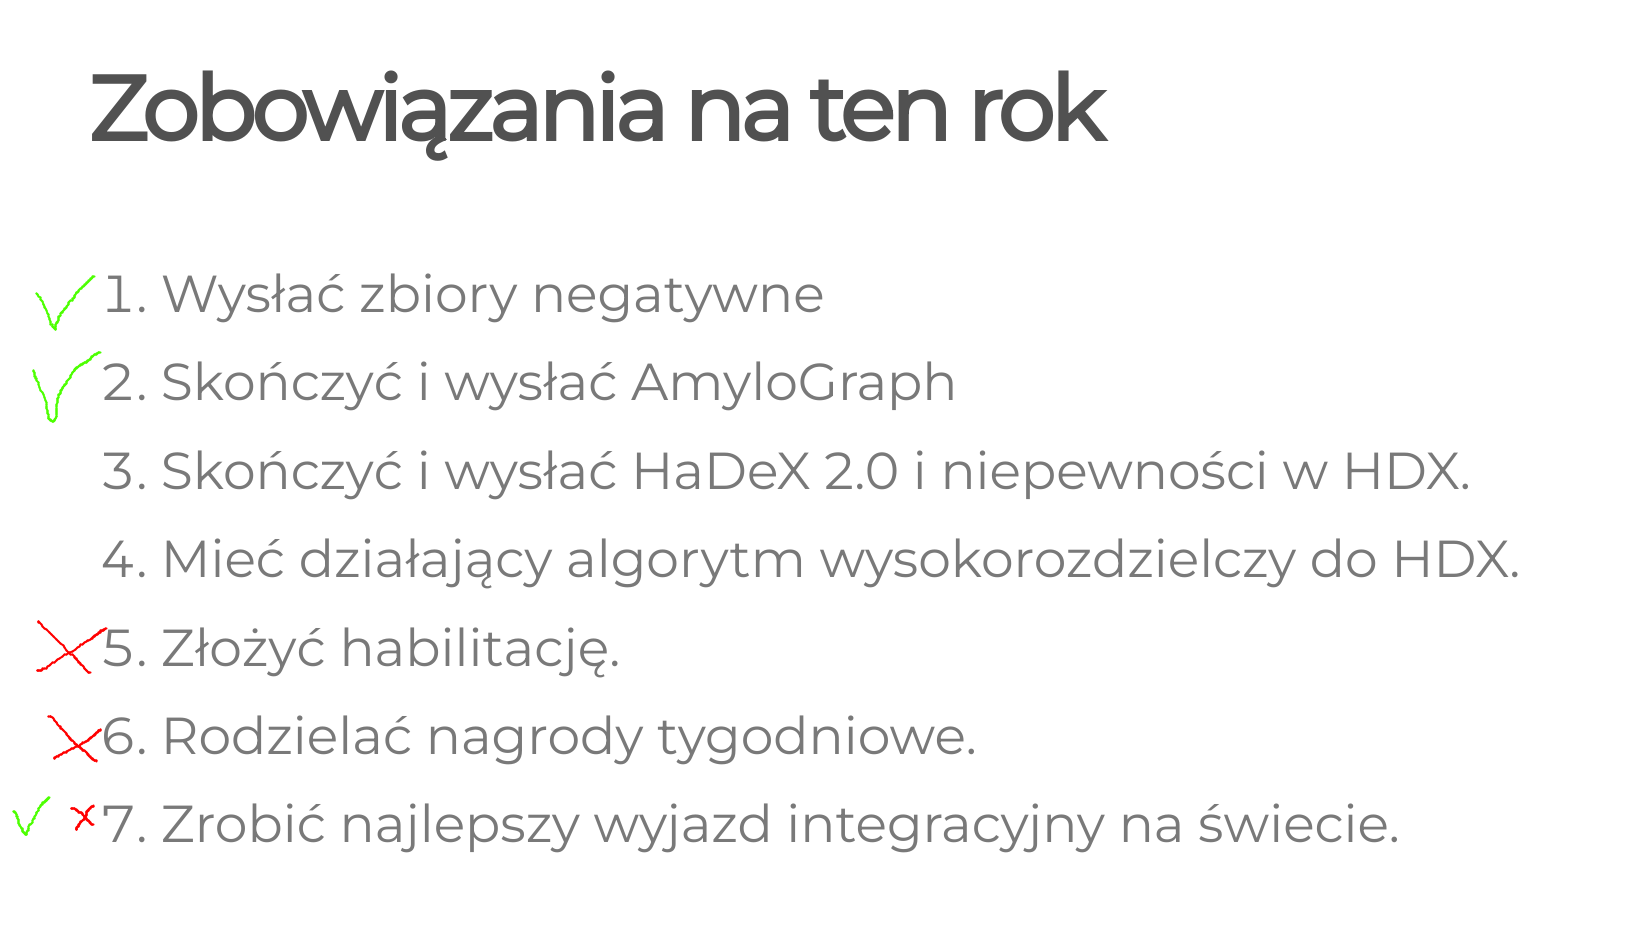 Zobowiązania na ten rok
1. Wysłać zbiory negatywne
2. Skończyć i wysłać AmyloGraph
3. Skończyć i wysłać HaDeX 2.0 i niepewności w HDX.
4. Mieć działający algorytm wysokorozdzielczy do HDX.
5. Złożyć habilitację.
6. Rodzielać nagrody tygodniowe.
7. Zrobić najlepszy wyjazd integracyjny na świecie.